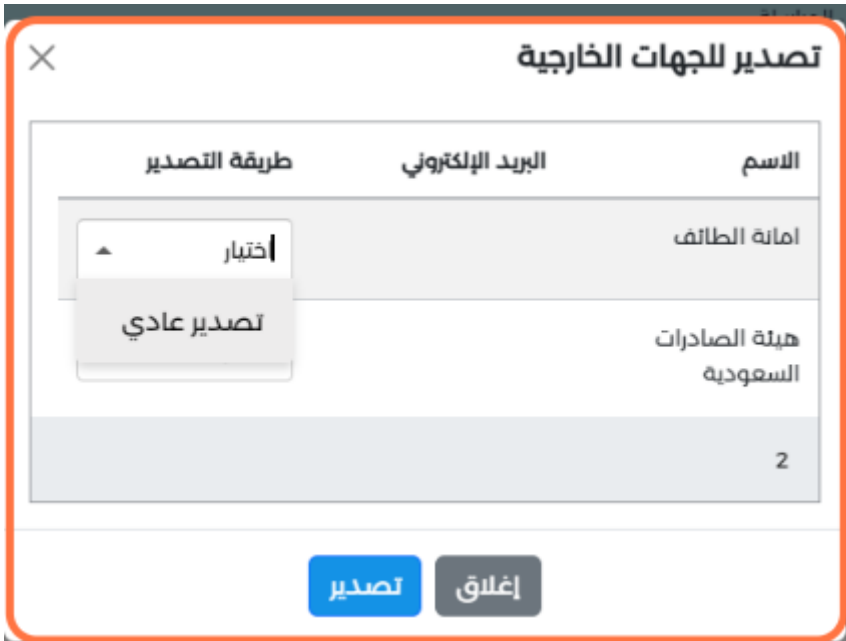 تصدير للجهات الخارجية
الاسم البريد الإلكتروني طريقة التصدير
امانة الطائف اختيار
تصدير عادي
هيئة الصادرات
السعودية
2
إغلاق تصدير